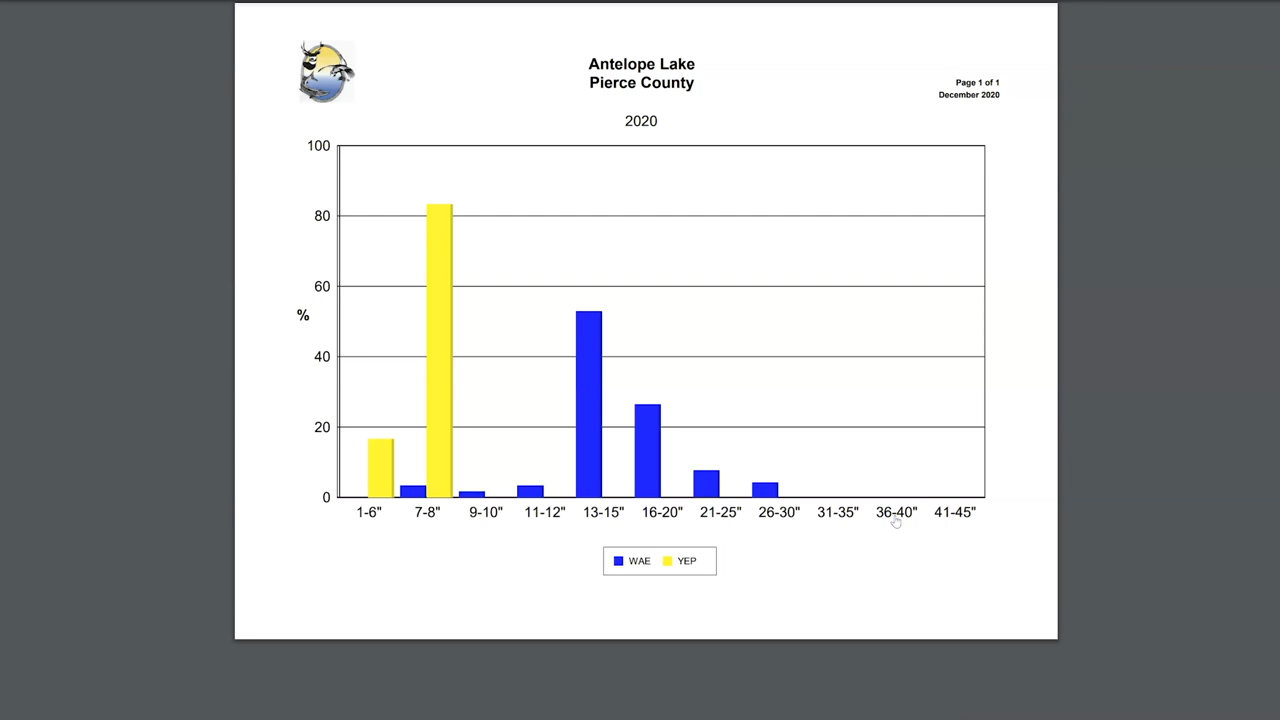 Antelope Lake
Pierce County
Page 1 of 1
December 2020
2020
100
80
60
%
40
20
0
1-6" 7-8" 9-10" 11-12" 13-15" 16-20" 21-25" 26-30" 31-35" 36-40" 41-45"
WAE YEP